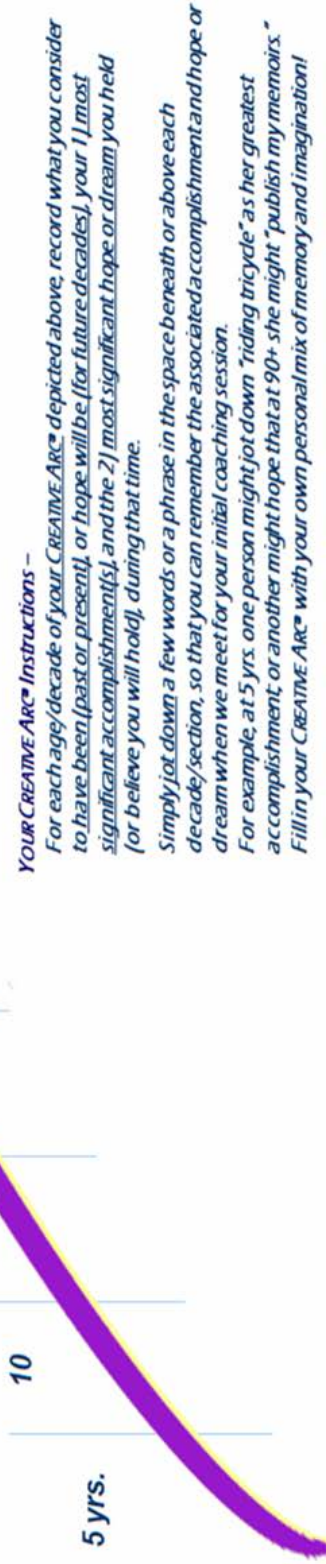 YOUR CREATIVE ARC® Instructions –
For each age/decade of your CREATIVE ARC® depicted above, record what you consider
to have been (past or present), or hope will be (for future decades), your 1) most
significant accomplishment(s), and the 2) most significant hope or dream you held
(or believe you will hold), during that time.
Simply jot down a few words or a phrase in the space beneath or above each
decade/section, so that you can remember the associated accomplishment and hope or
dream when we meet for your initial coaching session.
For example, at 5 yrs. one person might jot down "riding tricycle" as her greatest
accomplishment, or another might hope that at 90+ she might "publish my memoirs."
Fill in your CREATIVE ARC® with your own personal mix of memory and imagination!
5 yrs.
10